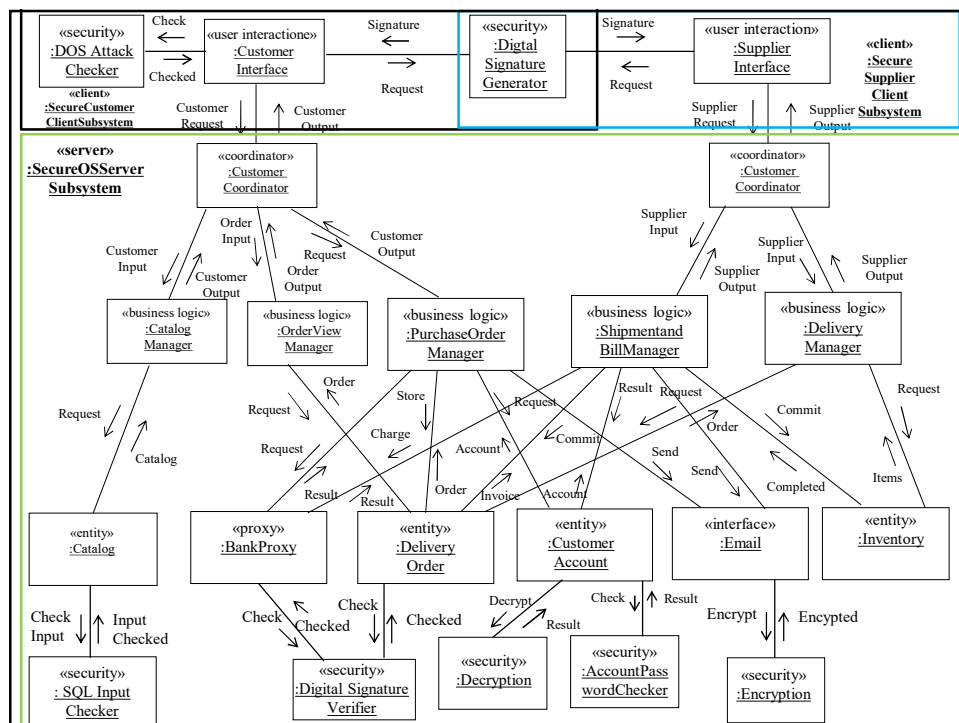 «security»
:DOS Attack
Checker
«client»
:SecureCustomer
ClientSubsystem
Check
Checked
«user interactione»
:Customer
Interface
Signature
Request
«security»
:Digtal
Signature
Generator
Signature
Request
«user interaction»
:Supplier
Interface
«client»
:Secure
Supplier
Client
Subsystem
Customer
Request
Customer
Output
Supplier
Request
Supplier
Output
«server»
:SecureOSServer
Subsystem
«coordinator»
:Customer
Coordinator
«coordinator»
:Customer
Coordinator
Customer
Input
Customer
Output
Order
Input
Order
Output
Request
Customer
Output
Supplier
Input
Supplier
Output
Supplier
Input
Supplier
Output
«business logic»
:Catalog
Manager
«business logic»
:OrderView
Manager
«business logic»
:PurchaseOrder
Manager
«business logic»
:Shipmentand
BillManager
«business logic»
:Delivery
Manager
Request
Catalog
Request
Order
Request
Result
Store
Order
Charge
Result
Account
Request
Commit
Invoice
Result
Account
Request
Order
Send
Send
Commit
Completed
Request
Items
«entity»
:Catalog
«proxy»
:BankProxy
«entity»
:Delivery
Order
«entity»
:Customer
Account
«interface»
:Email
«entity»
:Inventory
Check
Input
Input
Checked
Check
Checked
Check
Checked
Decrypt
Result
Check
Result
Encrypt
Encypted
«security»
: SQL Input
Checker
«security»
:Digital Signature
Verifier
«security»
:Decryption
«security»
:AccountPass
wordChecker
«security»
:Encryption